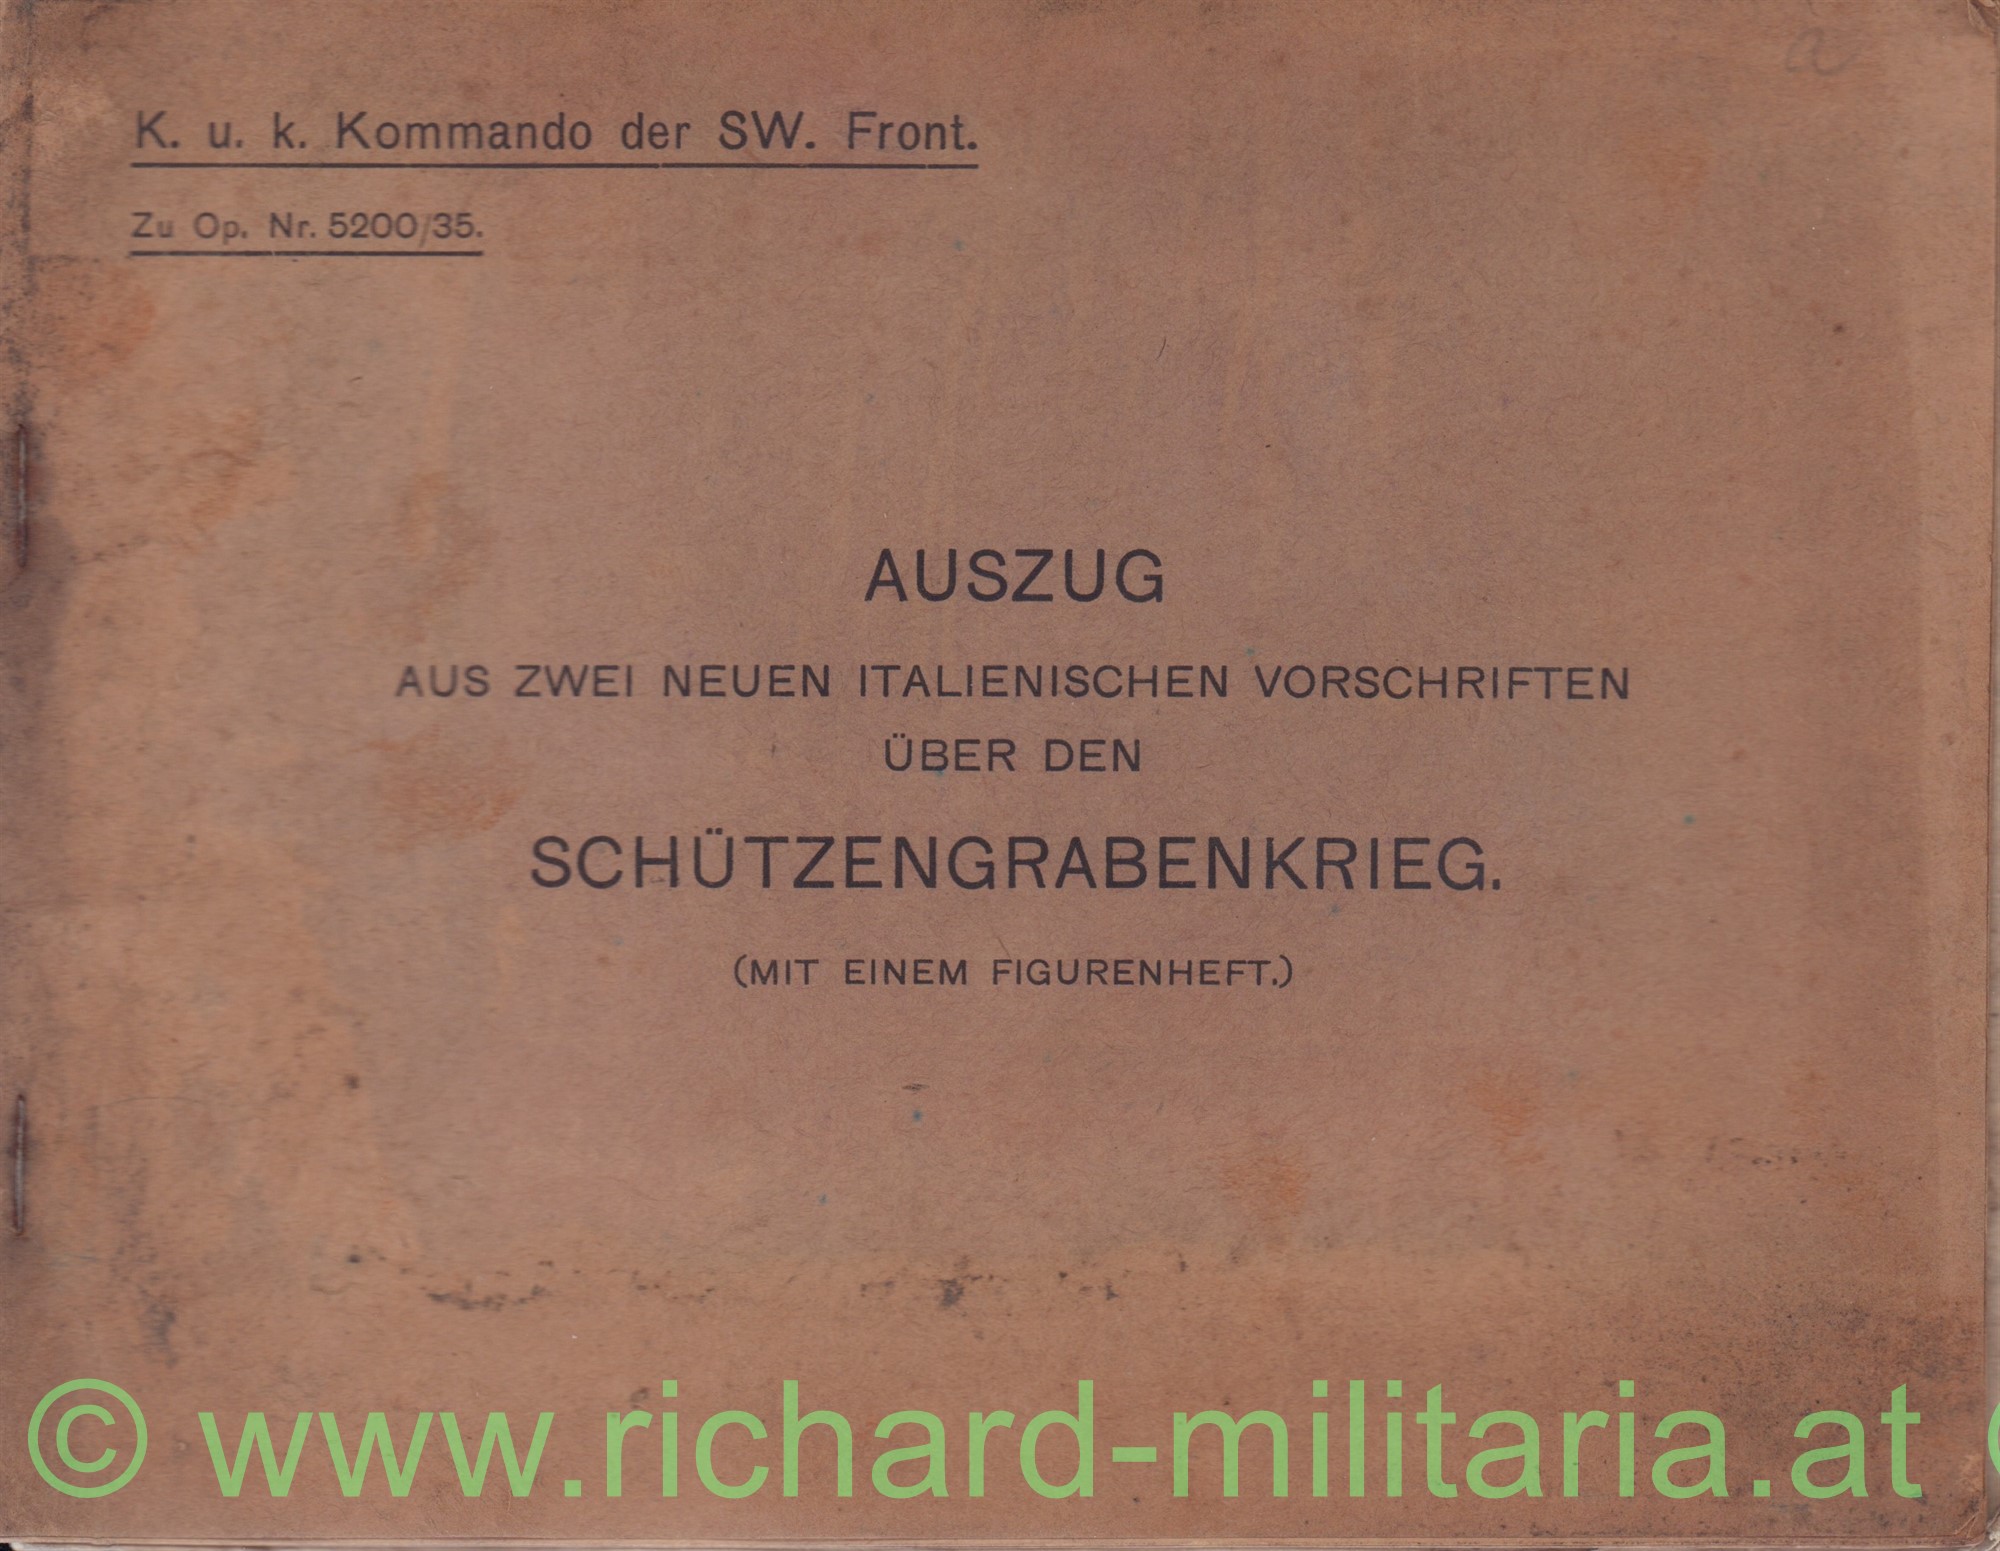 a
K. u. k. Kommando der SW. Front.
Zu Op. Nr. 5200/35.
AUSZUG
AUS ZWEI NEUEN ITALIENISCHEN VORSCHRIFTEN
ÜBER DEN
SCHÜTZENGRABENKRIEG.
(MIT EINEM FIGURENHEFT.)
© www.richard-militaria.at ©